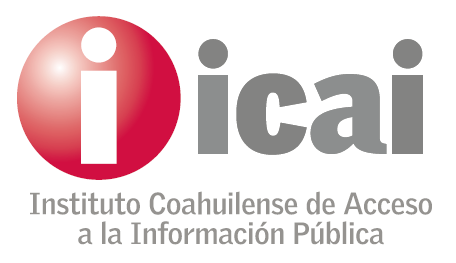 i icai
Instituto Coahuilense de Acceso
a la Información Pública